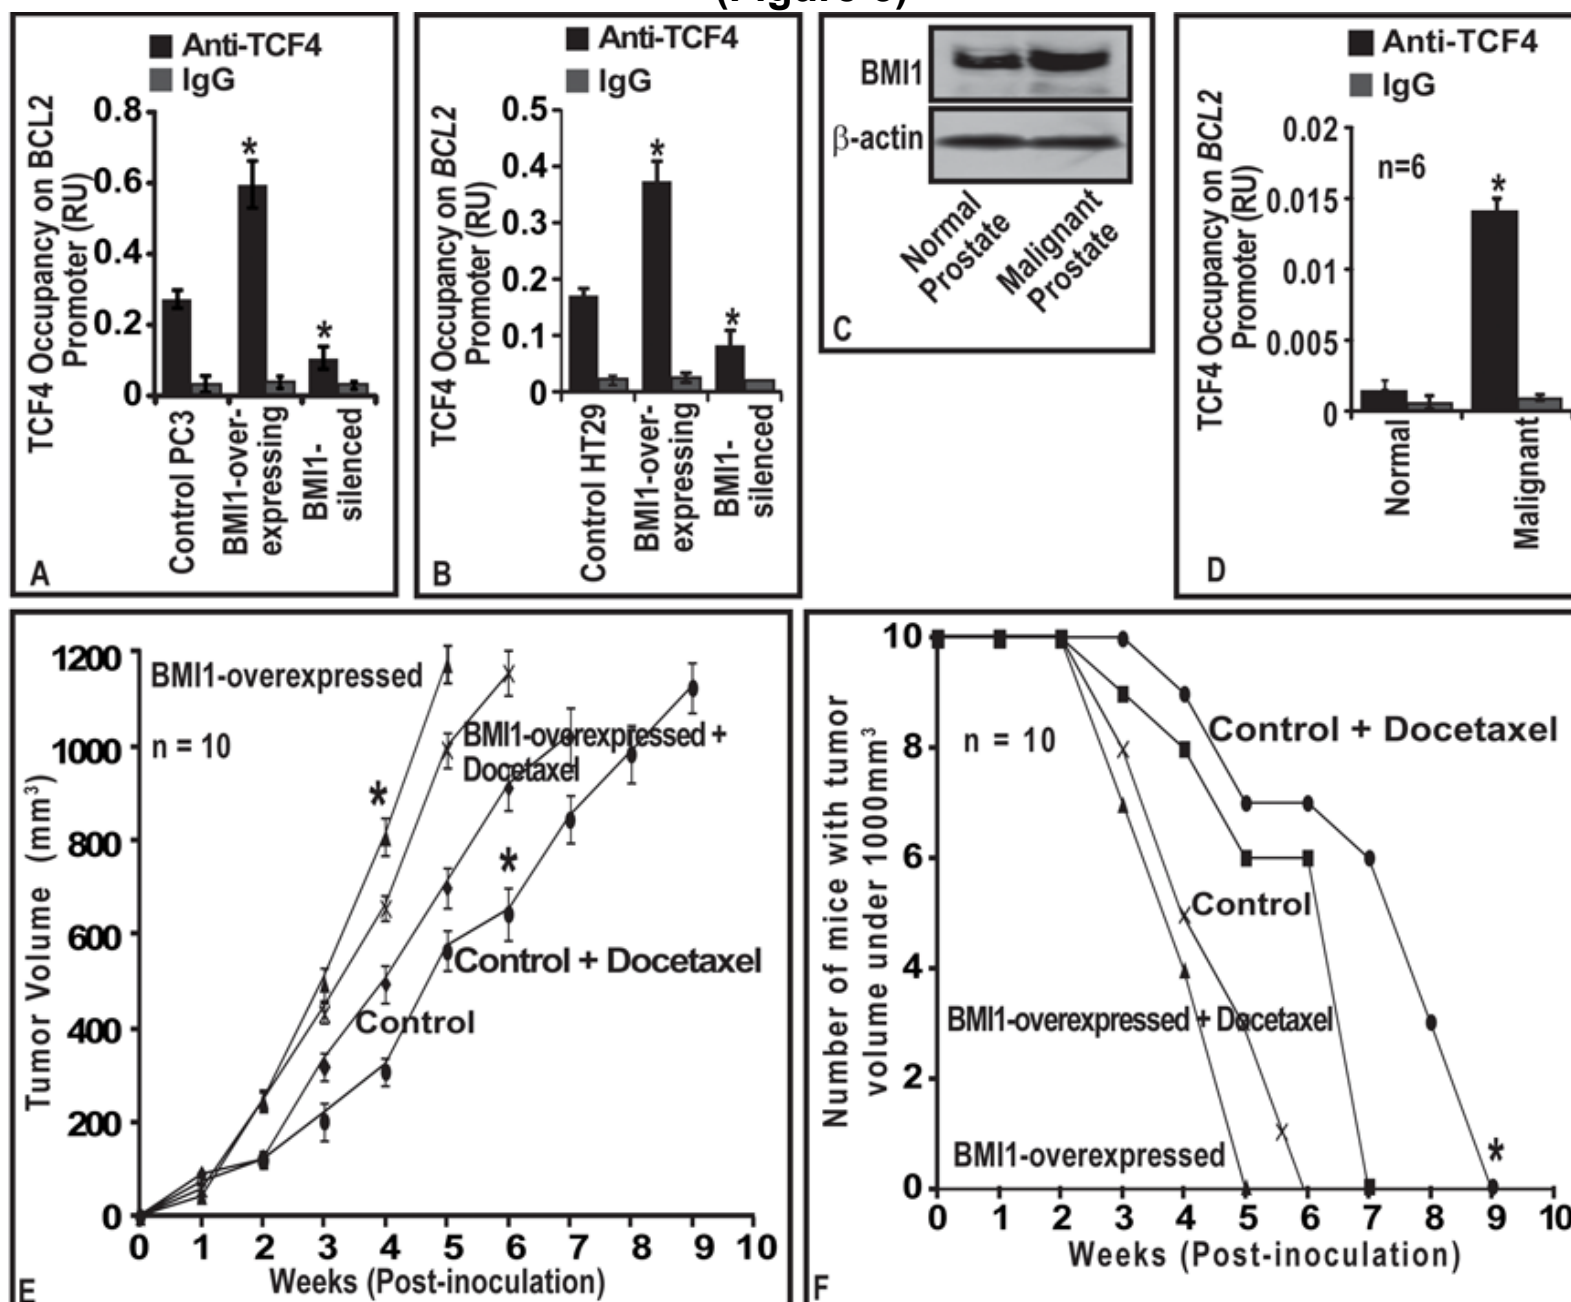 Anti-TCF4
IgG
TCF4 Occupancy on BCL2
Promoter (RU)
0.8
0.6
0.4
0.2
0
*
*
Control PC3
BMI1-over-
expressing
BMI1-
silenced
A
Anti-TCF4
IgG
TCF4 Occupancy on BCL2
Promoter (RU)
0.5
0.4
0.3
0.2
0.1
0
*
*
Control HT29
BMI1-over-
expressing
BMI1-
silenced
B
BMI1
β-actin
Normal
Prostate
Malignant
Prostate
C
Anti-TCF4
IgG
TCF4 Occupancy on BCL2
Promoter (RU)
0.02
0.015
0.01
0.005
0
n=6
*
Normal
Malignant
D
Tumor Volume (mm³)
1200
1000
800
600
400
200
0
BMI1-overexpressed
n = 10
*
BMI1-overexpressed +
Docetaxel
*
Control + Docetaxel
Control
0 1 2 3 4 5 6 7 8 9 10
Weeks (Post-inoculation)
E
Number of mice with tumor
volume under 1000mm³
10
8
6
4
2
0
n = 10
Control + Docetaxel
Control
BMI1-overexpressed + Docetaxel
BMI1-overexpressed
*
0 1 2 3 4 5 6 7 8 9 10
Weeks (Post-inoculation)
F